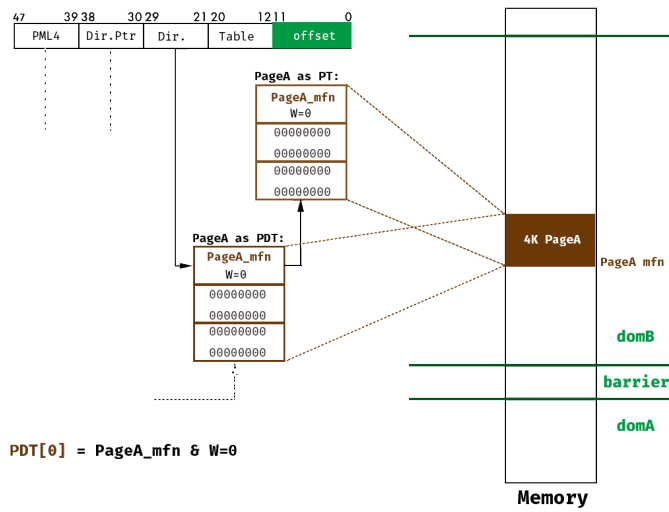 47 39 38 30 29 21 20 12 11 0
PML4 Dir.Ptr Dir. Table offset
PageA as PT:
PageA_mfn
W=0
00000000
00000000
00000000
00000000
4K PageA
PageA as PDT:
PageA_mfn
W=0
PageA mfn
00000000
00000000
00000000
00000000
domB
barrier
domA
PDT[0] = PageA_mfn & W=0
Memory